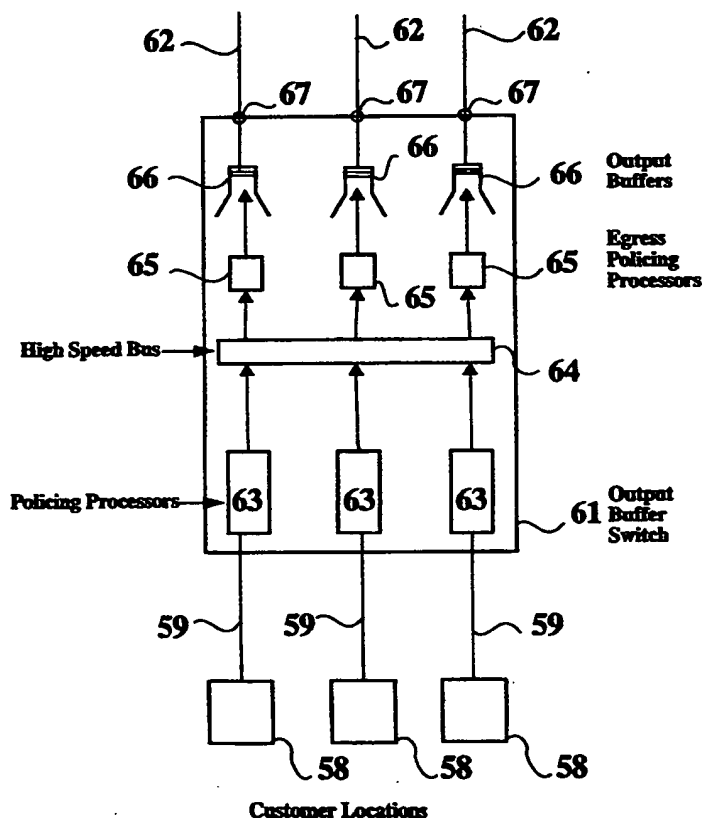 62 62 62
67 67 67
66 66 66 Output
Buffers
65 65 65 Egress
Policing
Processors
High Speed Bus 64
Policing Processors 63 63 63 61 Output
Buffer
Switch
59 59 59
58 58 58
Customer Locations